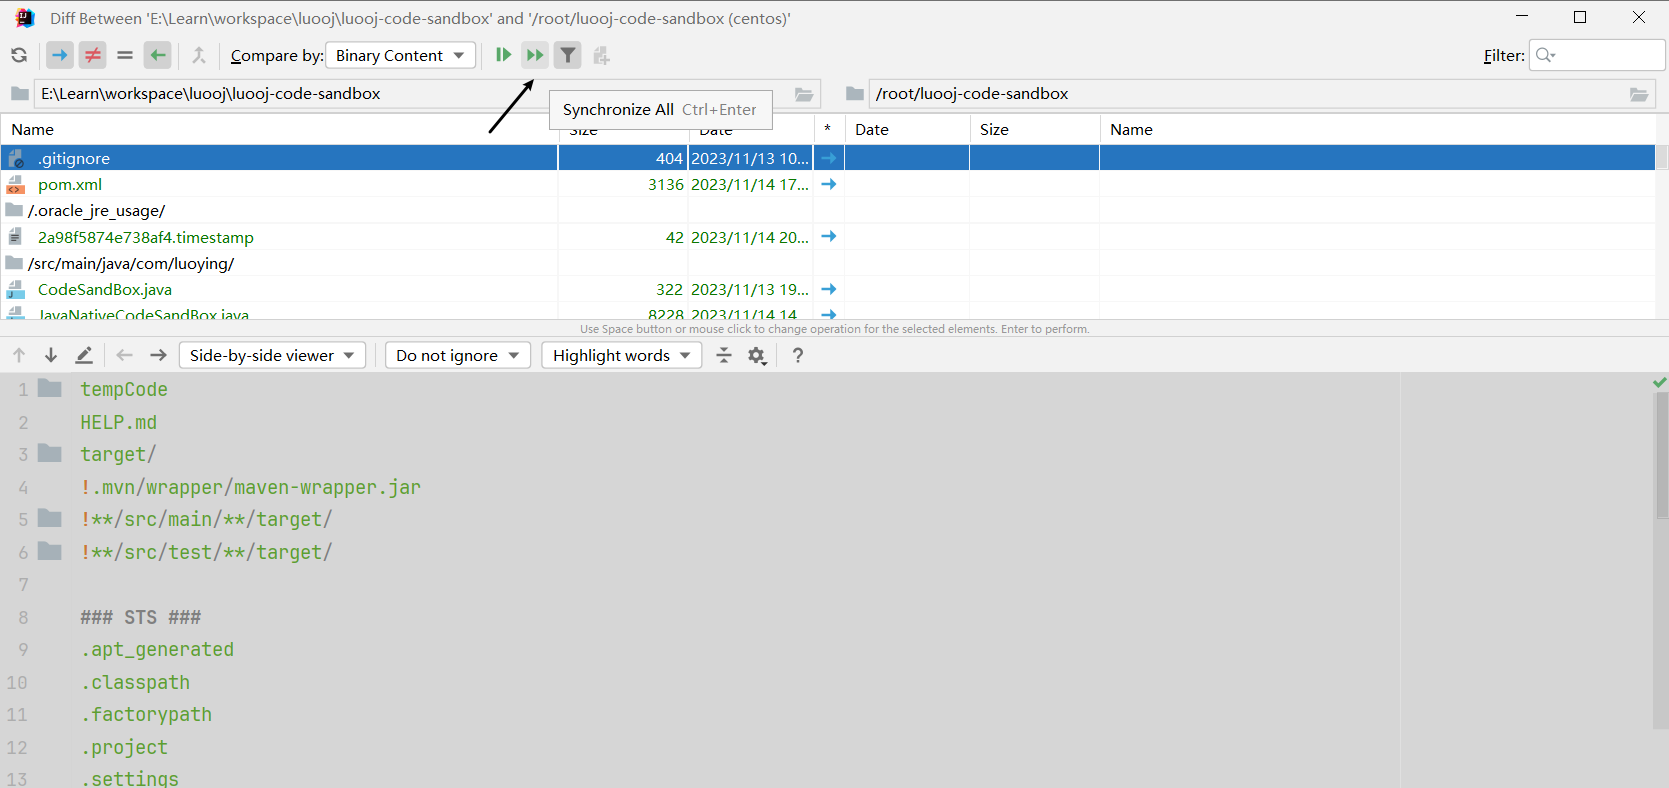 Diff Between 'E:\Learn\workspace\luooj\luooj-code-sandbox' and '/root/luooj-code-sandbox (centos)'
Compare by: Binary Content
Filter:
E:\Learn\workspace\luooj\luooj-code-sandbox
/root/luooj-code-sandbox
Synchronize All Ctrl+Enter
Name Size Date * Date Size Name
.gitignore 404 2023/11/13 10...
pom.xml 3136 2023/11/14 17...
/.oracle_jre_usage/
2a98f5874e738af4.timestamp 42 2023/11/14 20...
/src/main/java/com/luoying/
CodeSandBox.java 322 2023/11/13 19...
JavaNativeCodeSandBox.java 8228 2023/11/14 14...
Use Space button or mouse click to change operation for the selected elements. Enter to perform.
Side-by-side viewer Do not ignore Highlight words ?
1 tempCode
2 HELP.md
3 target/
4 !.mvn/wrapper/maven-wrapper.jar
5 !**/src/main/**/target/
6 !**/src/test/**/target/
7
8 ### STS ###
9 .apt_generated
10 .classpath
11 .factorypath
12 .project
13 .settings